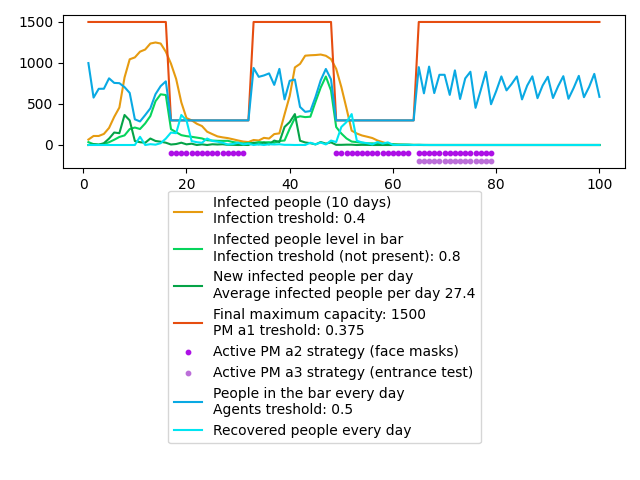 1500
1000
500
0
0 20 40 60 80 100
Infected people (10 days)
Infection treshold: 0.4
Infected people level in bar
Infection treshold (not present): 0.8
New infected people per day
Average infected people per day 27.4
Final maximum capacity: 1500
PM a1 treshold: 0.375
Active PM a2 strategy (face masks)
Active PM a3 strategy (entrance test)
People in the bar every day
Agents treshold: 0.5
Recovered people every day